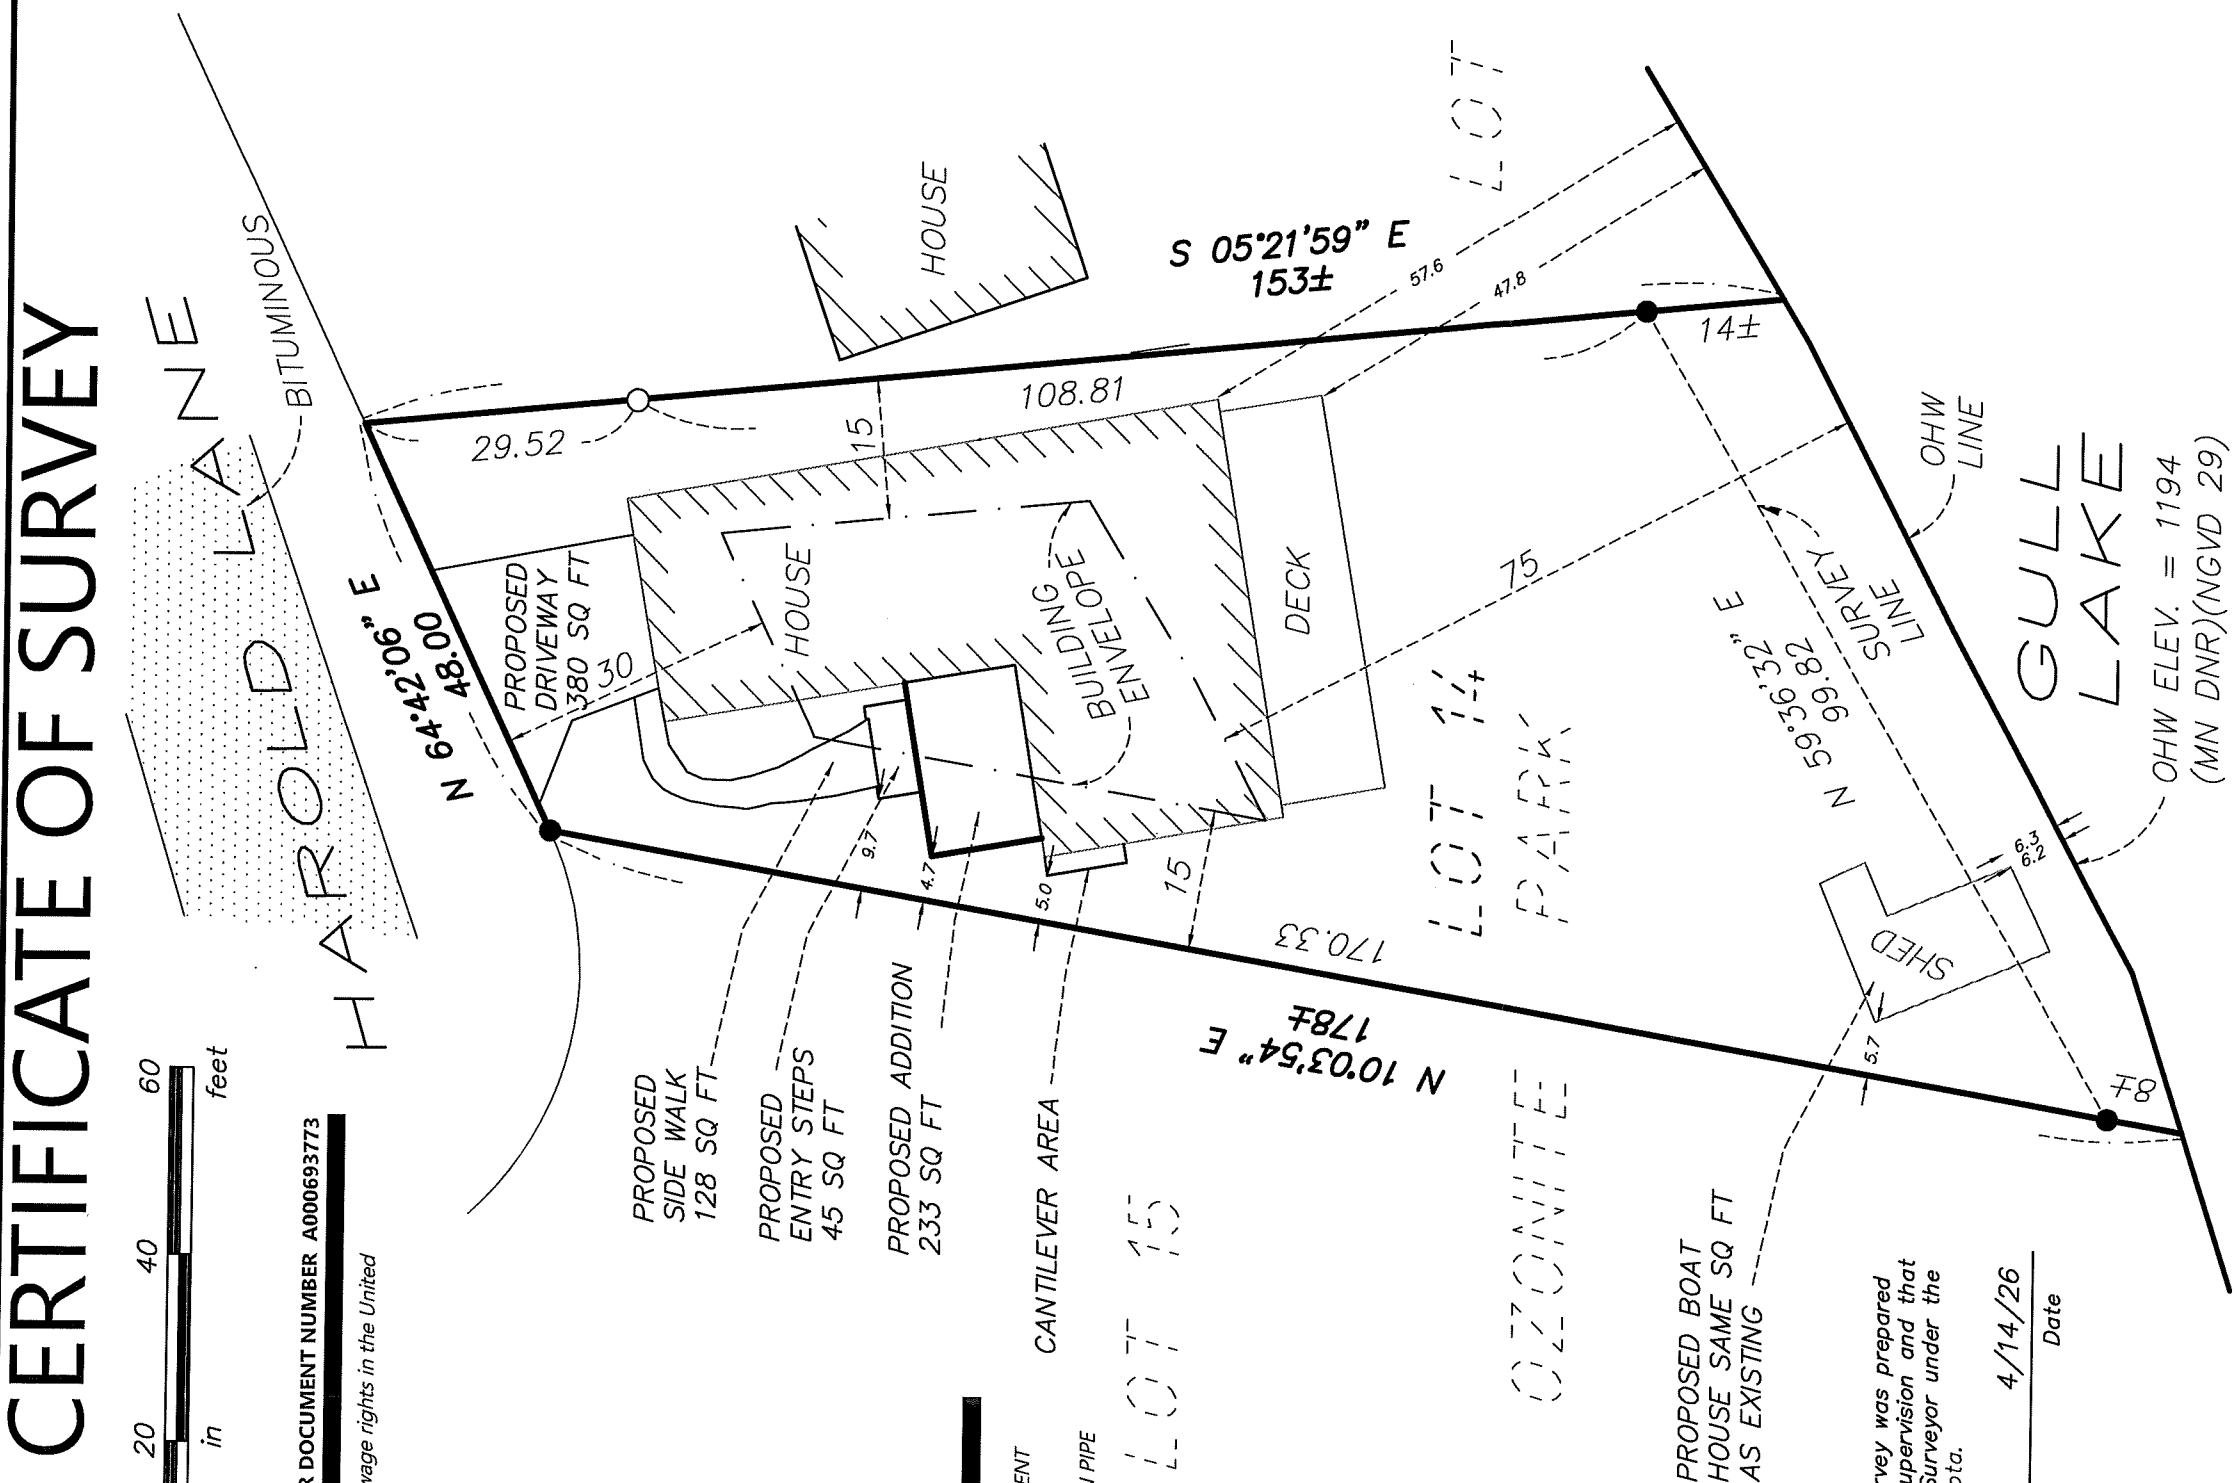 CERTIFICATE OF SURVEY
20
40
60
in
feet
DOCUMENT NUMBER A000693773
rights in the United
HAROLD LANE
BITUMINOUS
N 64°42'06" E
48.00
29.52
108.81
15
HOUSE
S 05°21'59" E
153±
57.6
47.8
14±
LOT
PROPOSED
DRIVEWAY
380 SQ FT
30
HOUSE
BUILDING
ENVELOPE
DECK
75
9.7
4.7
5.0
15
170.33
N 10°03'54" E
178±
PROPOSED
SIDE WALK
128 SQ FT
PROPOSED
ENTRY STEPS
45 SQ FT
PROPOSED ADDITION
233 SQ FT
CANTILEVER AREA
LOT 15
LOT 14
OZONITE PARK
N 59°36'32" E
99.82
SURVEY
LINE
OHW
LINE
GULL
LAKE
OHW ELEV. = 1194
(MN DNR)(NGVD 29)
6.3
6.2
SHED
5.7
8±
PROPOSED BOAT
HOUSE SAME SQ FT
AS EXISTING
was prepared
and that
Surveyor under the
4/14/26
Date
PIPE